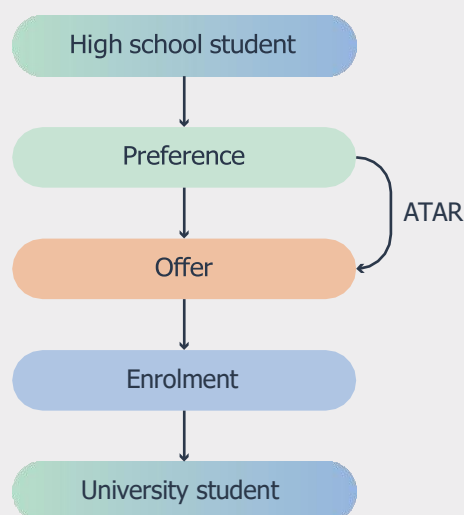 High school student
Preference
ATAR
Offer
Enrolment
University student